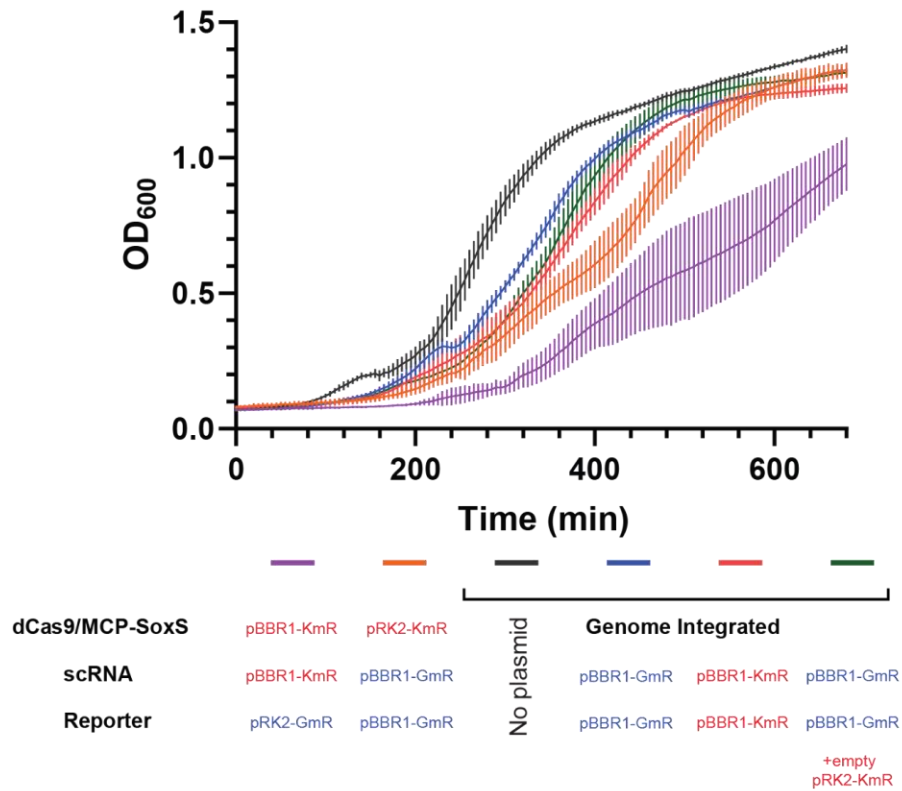 1.5
1.0
0.5
0.0
OD600
0 200 400 600
Time (min)
dCas9/MCP-SoxS pBBR1-KmR pRK2-KmR No plasmid Genome Integrated
scRNA pBBR1-KmR pBBR1-GmR pBBR1-GmR pBBR1-KmR pBBR1-GmR
Reporter pRK2-GmR pBBR1-GmR pBBR1-GmR pBBR1-KmR pBBR1-GmR
+empty
pRK2-KmR